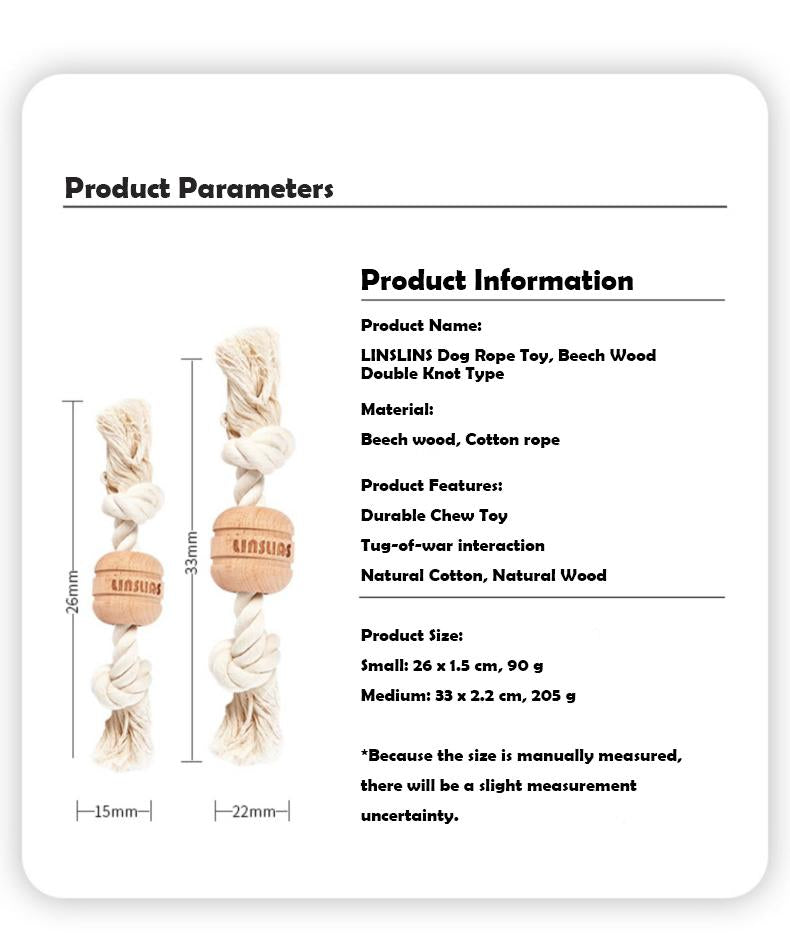 Product Parameters
Product Information
Product Name:
LINSLINS Dog Rope Toy, Beech Wood
Double Knot Type
Material:
Beech wood, Cotton rope
Product Features:
Durable Chew Toy
Tug-of-war interaction
Natural Cotton, Natural Wood
Product Size:
Small: 26 x 1.5 cm, 90 g
Medium: 33 x 2.2 cm, 205 g
*Because the size is manually measured,
there will be a slight measurement
uncertainty.
26mm
33mm
LINSLINS
LINSLINS
15mm
22mm